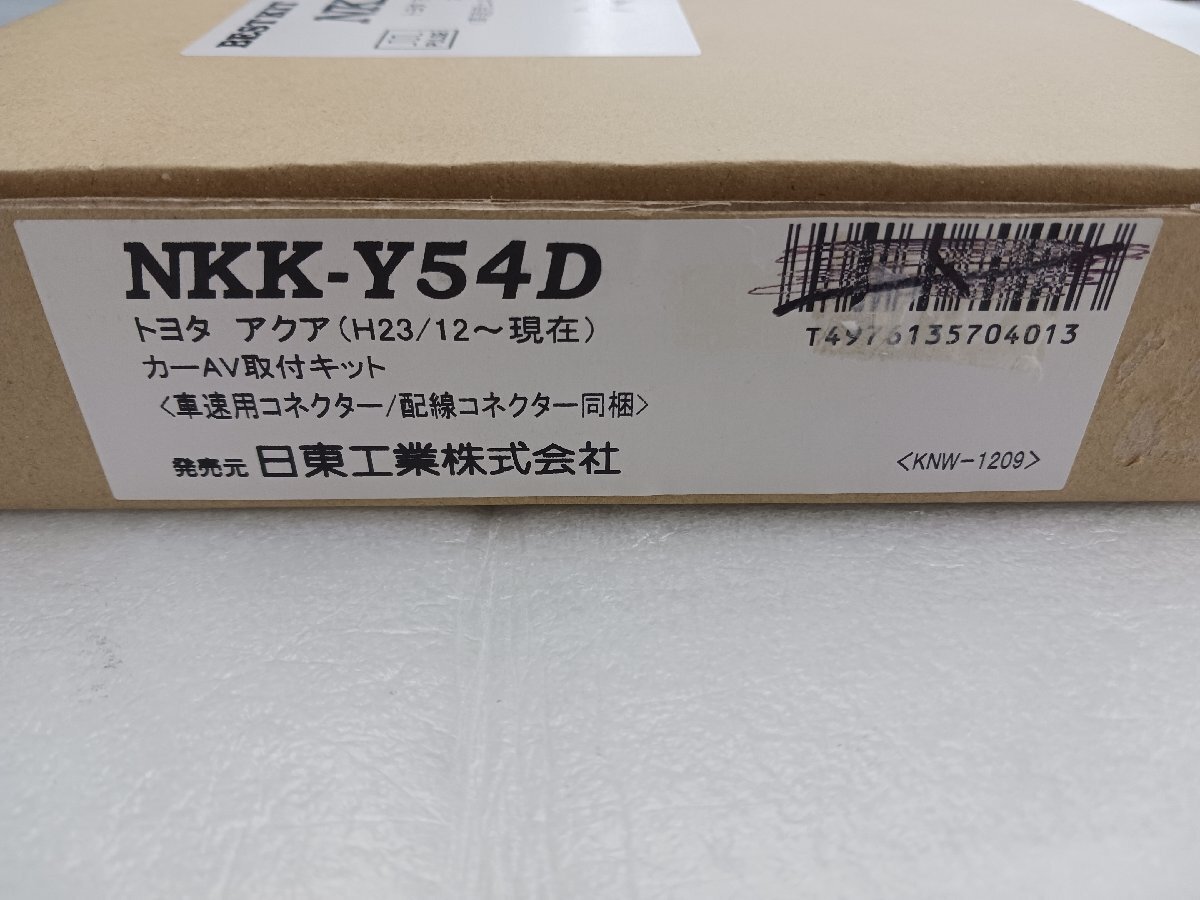 BESTKIT
NKK-Y54D
トヨタ アクア(H23/12～現在)
カーAV取付キット
<車速用コネクター/配線コネクター同梱>
発売元 日東工業株式会社
T4976135704013
<KNW-1209>